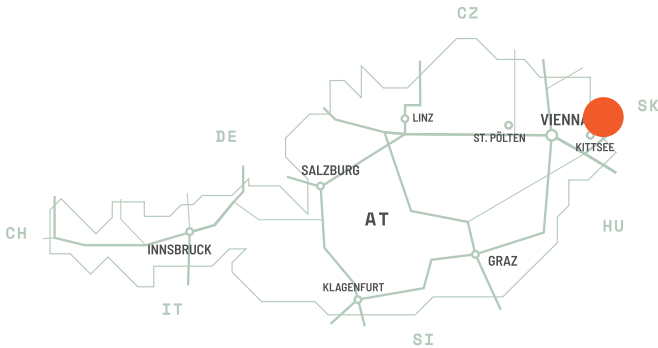 CZ
SK
LINZ
VIENNA
ST. PÖLTEN
KITTSEE
DE
SALZBURG
AT
HU
CH
INNSBRUCK
GRAZ
KLAGENFURT
IT
SI